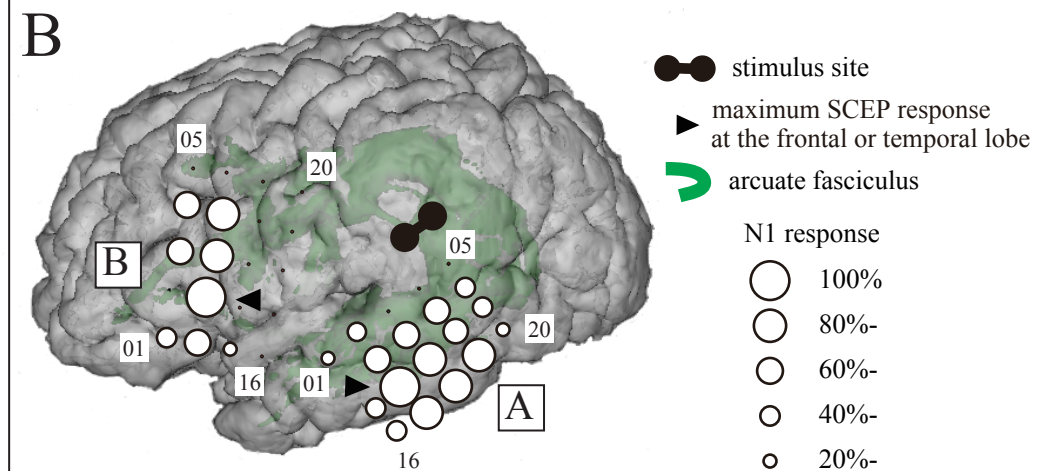 B
stimulus site
maximum SCEP response
at the frontal or temporal lobe
arcuate fasciculus
N1 response
100%
80%-
60%-
40%-
20%-
05
20
B
05
01
16
01
20
A
16